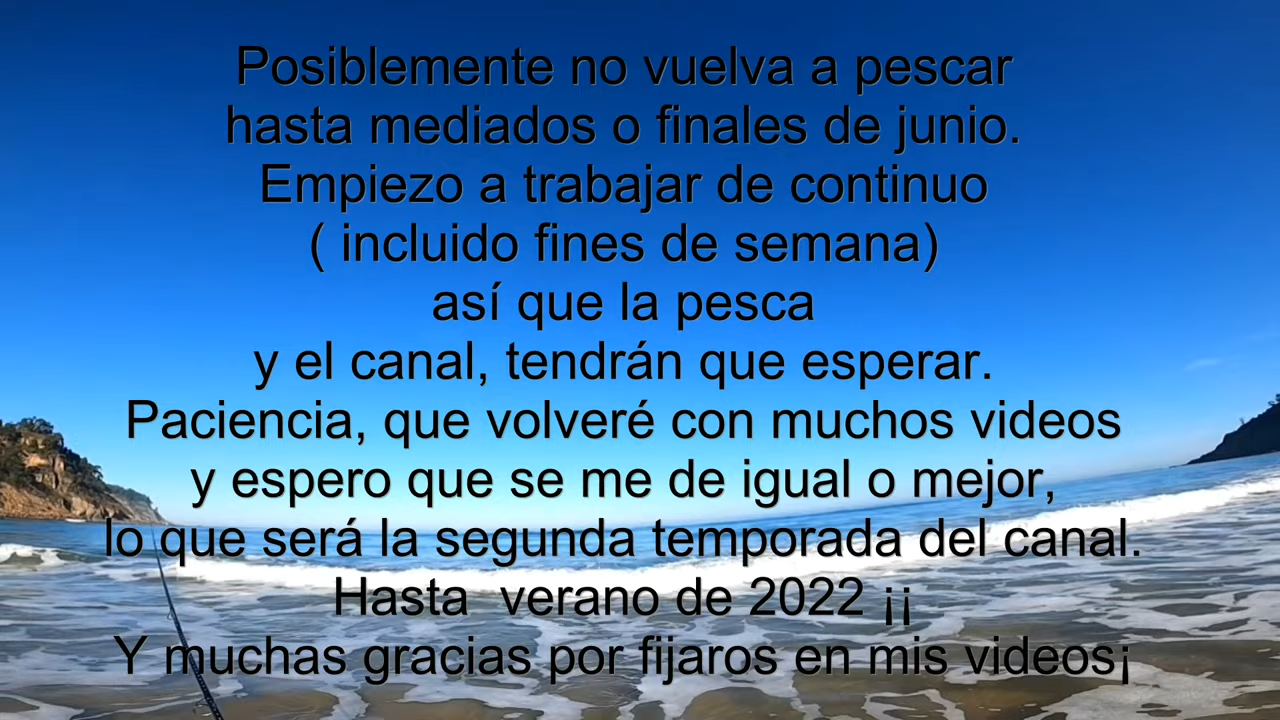 Posiblemente no vuelva a pescar
hasta mediados o finales de junio.
Empiezo a trabajar de continuo
( incluido fines de semana)
así que la pesca
y el canal, tendrán que esperar.
Paciencia, que volveré con muchos videos
y espero que se me de igual o mejor,
lo que será la segunda temporada del canal.
Hasta  verano de 2022 ¡¡
Y muchas gracias por fijaros en mis videos¡